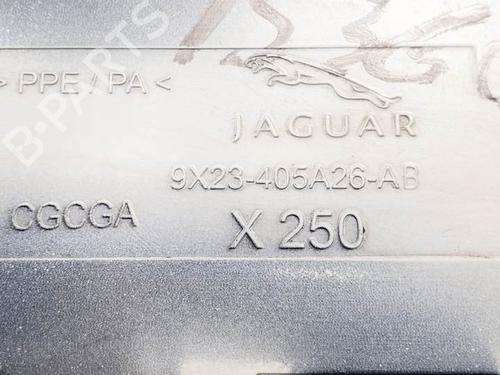 >PPE/PA<
JAGUAR
9X23-405A26-AB
CGCGA
X 250
B-PARTS